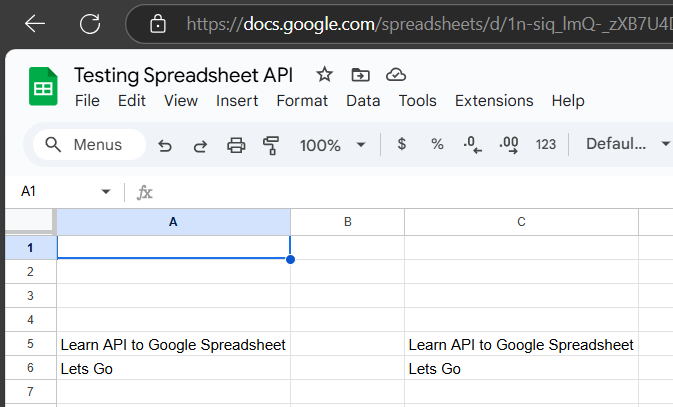 https://docs.google.com/spreadsheets/d/1n-siq_lmQ-_zXB7U4D
Testing Spreadsheet API
File Edit View Insert Format Data Tools Extensions Help
Menus 100% $ % .0 .00 123 Defaul...
A1 fx
A B C
1
2
3
4
5 Learn API to Google Spreadsheet Learn API to Google Spreadsheet
6 Lets Go Lets Go
7